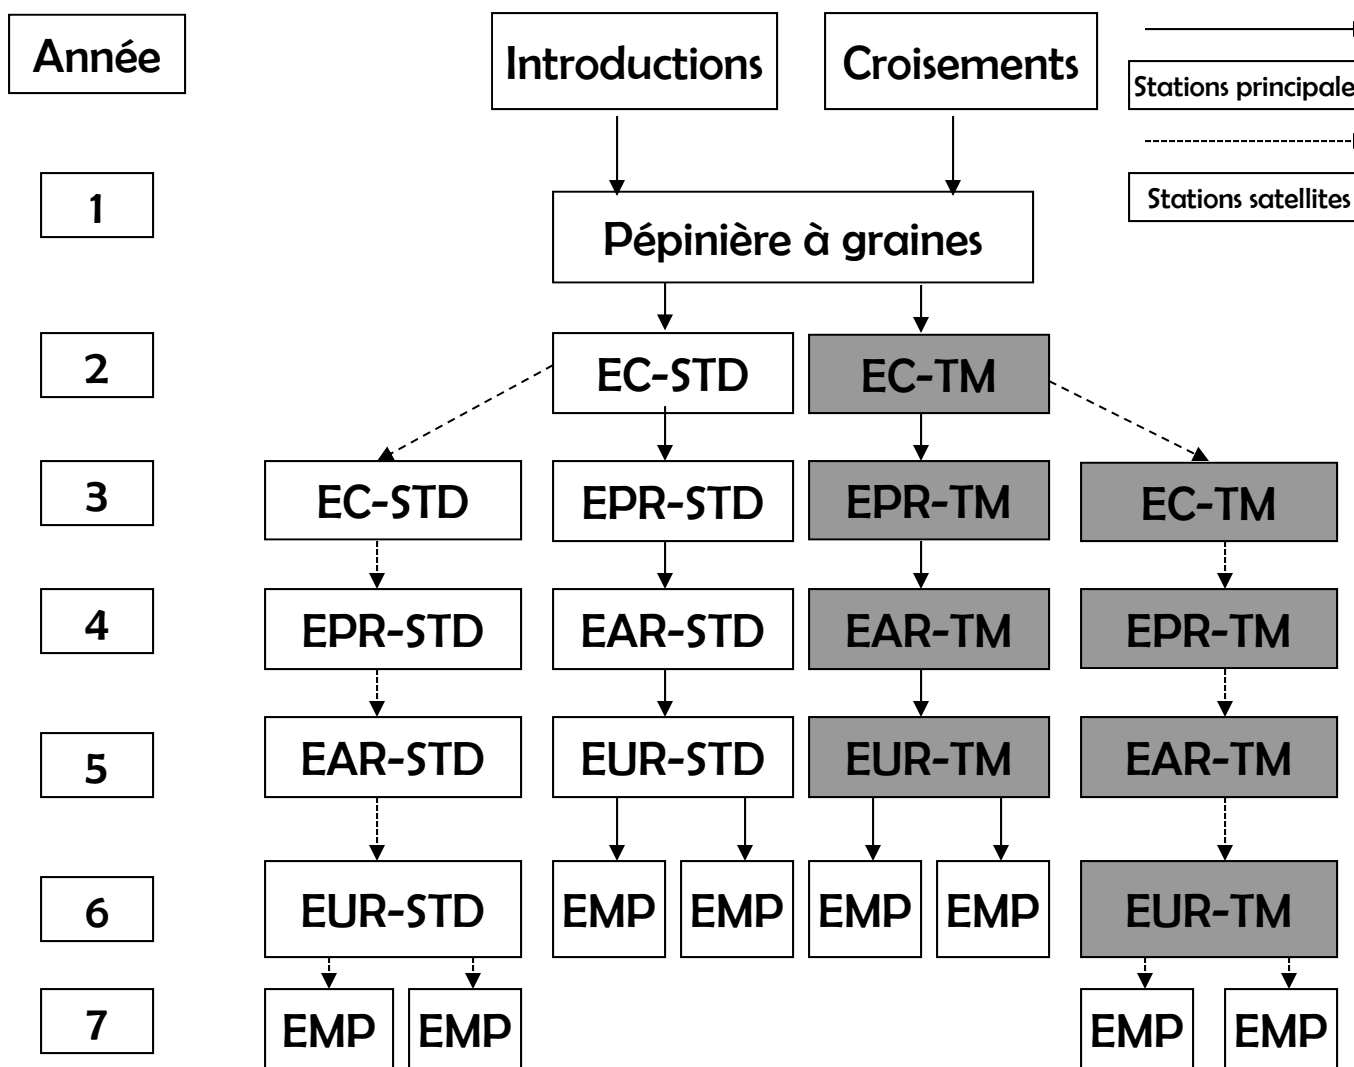 Année
Introductions
Croisements
Stations principale
Stations satellites
1
Pépinière à graines
2
EC-STD
EC-TM
3
EC-STD
EPR-STD
EPR-TM
EC-TM
4
EPR-STD
EAR-STD
EAR-TM
EPR-TM
5
EAR-STD
EUR-STD
EUR-TM
EAR-TM
6
EUR-STD
EMP
EMP
EMP
EMP
EUR-TM
7
EMP
EMP
EMP
EMP